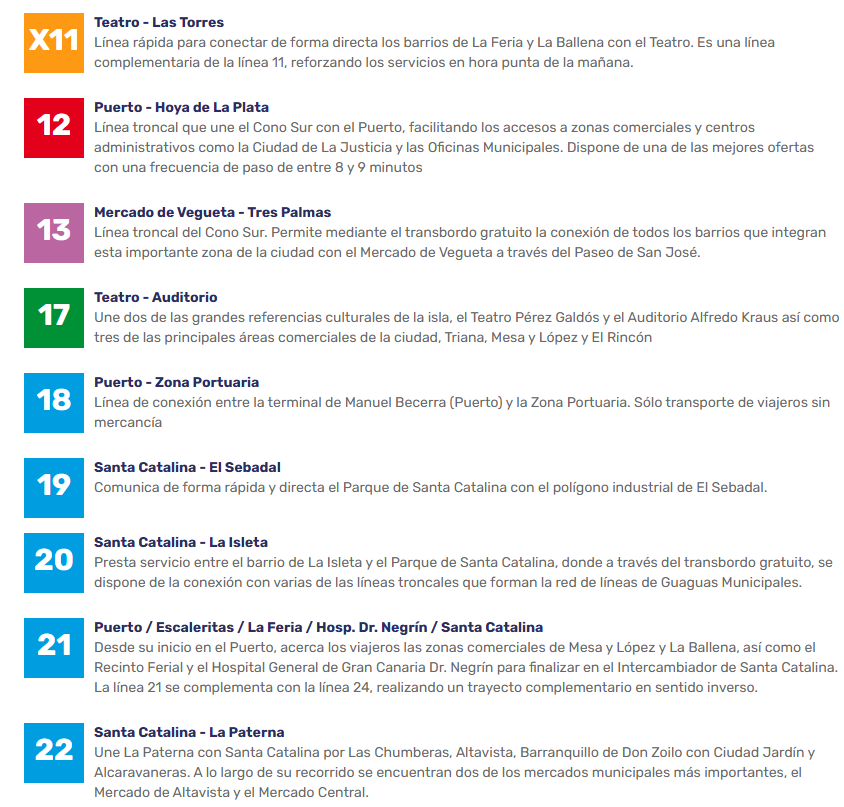 X11
Teatro - Las Torres
Línea rápida para conectar de forma directa los barrios de La Feria y La Ballena con el Teatro. Es una línea
complementaria de la línea 11, reforzando los servicios en hora punta de la mañana.
12
Puerto - Hoya de La Plata
Línea troncal que une el Cono Sur con el Puerto, facilitando los accesos a zonas comerciales y centros
administrativos como la Ciudad de La Justicia y las Oficinas Municipales. Dispone de una de las mejores ofertas
con una frecuencia de paso de entre 8 y 9 minutos
13
Mercado de Vegueta - Tres Palmas
Línea troncal del Cono Sur. Permite mediante el transbordo gratuito la conexión de todos los barrios que integran
esta importante zona de la ciudad con el Mercado de Vegueta a través del Paseo de San José.
17
Teatro - Auditorio
Une dos de las grandes referencias culturales de la isla, el Teatro Pérez Galdós y el Auditorio Alfredo Kraus así como
tres de las principales áreas comerciales de la ciudad, Triana, Mesa y López y El Rincón
18
Puerto - Zona Portuaria
Línea de conexión entre la terminal de Manuel Becerra (Puerto) y la Zona Portuaria. Sólo transporte de viajeros sin
mercancía
19
Santa Catalina - El Sebadal
Comunica de forma rápida y directa el Parque de Santa Catalina con el polígono industrial de El Sebadal.
20
Santa Catalina - La Isleta
Presta servicio entre el barrio de La Isleta y el Parque de Santa Catalina, donde a través del transbordo gratuito, se
dispone de la conexión con varias de las líneas troncales que forman la red de líneas de Guaguas Municipales.
21
Puerto / Escaleritas / La Feria / Hosp. Dr. Negrín / Santa Catalina
Desde su inicio en el Puerto, acerca los viajeros las zonas comerciales de Mesa y López y La Ballena, así como el
Recinto Ferial y el Hospital General de Gran Canaria Dr. Negrín para finalizar en el Intercambiador de Santa Catalina.
La línea 21 se complementa con la línea 24, realizando un trayecto complementario en sentido inverso.
22
Santa Catalina - La Paterna
Une La Paterna con Santa Catalina por Las Chumberas, Altavista, Barranquillo de Don Zoilo con Ciudad Jardín y
Alcaravaneras. A lo largo de su recorrido se encuentran dos de los mercados municipales más importantes, el
Mercado de Altavista y el Mercado Central.